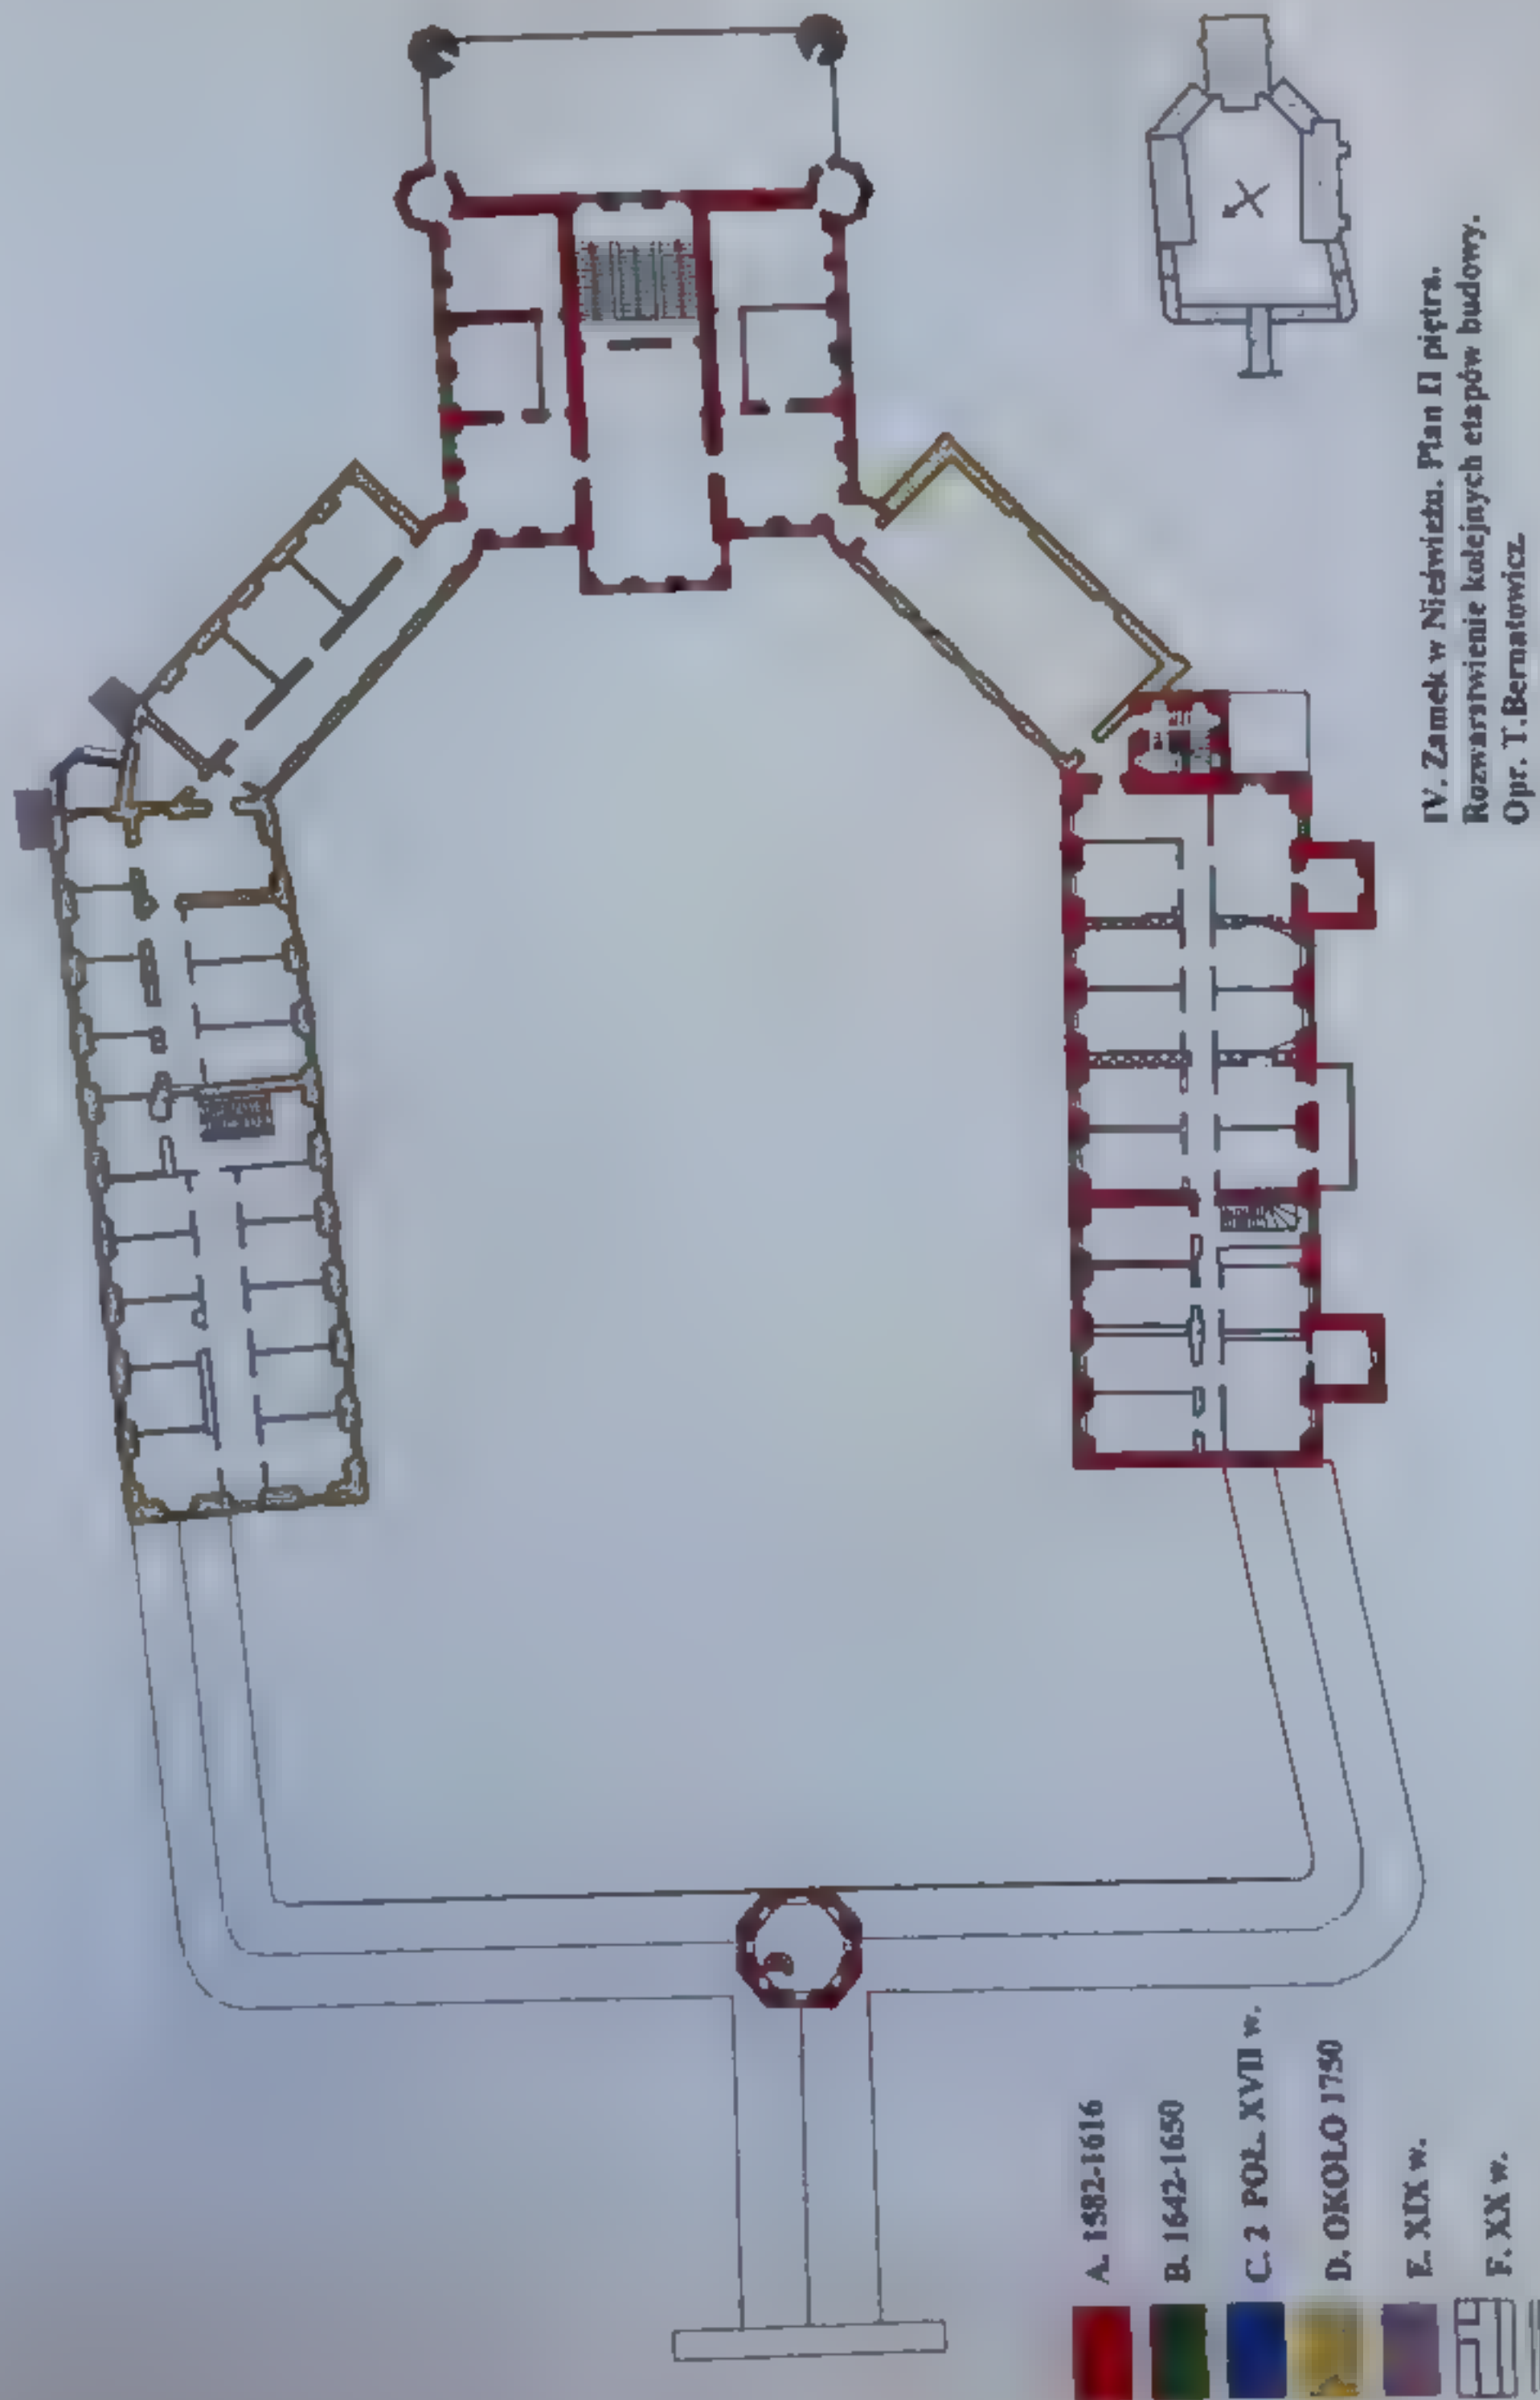 IV. Zamek w Nieświeżu. Plan II piętra.
Rozwarstwienie kolejnych etapów budowy.
Opr. T.Bernatowicz.
A. 1582-1616
B. 1642-1650
C. 2 POŁ. XVII w.
D. OKOŁO 1750
E. XIX w.
F. XX w.